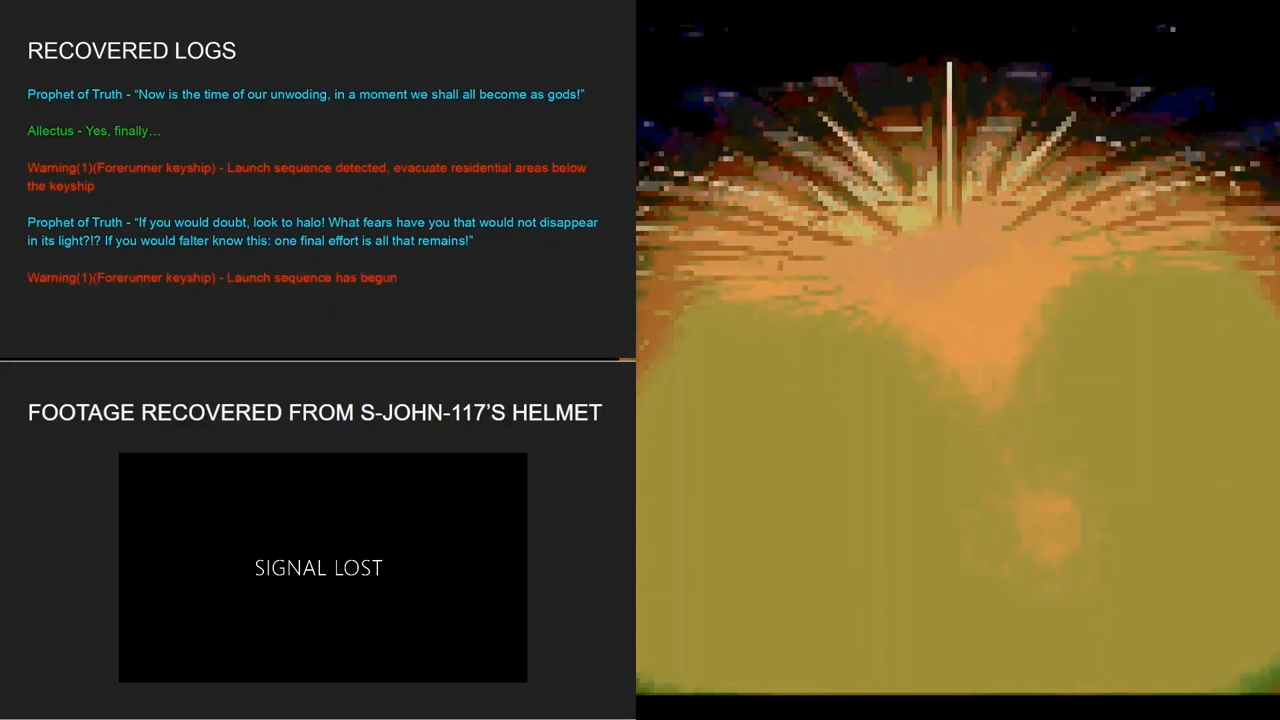 RECOVERED LOGS
Prophet of Truth - “Now is the time of our unwoding, in a moment we shall all become as gods!”
Allectus - Yes, finally…
Warning(1)(Forerunner keyship) - Launch sequence detected, evacuate residential areas below
the keyship
Prophet of Truth - “If you would doubt, look to halo! What fears have you that would not disappear
in its light?!? If you would falter know this: one final effort is all that remains!”
Warning(1)(Forerunner keyship) - Launch sequence has begun
FOOTAGE RECOVERED FROM S-JOHN-117’S HELMET
SIGNAL LOST